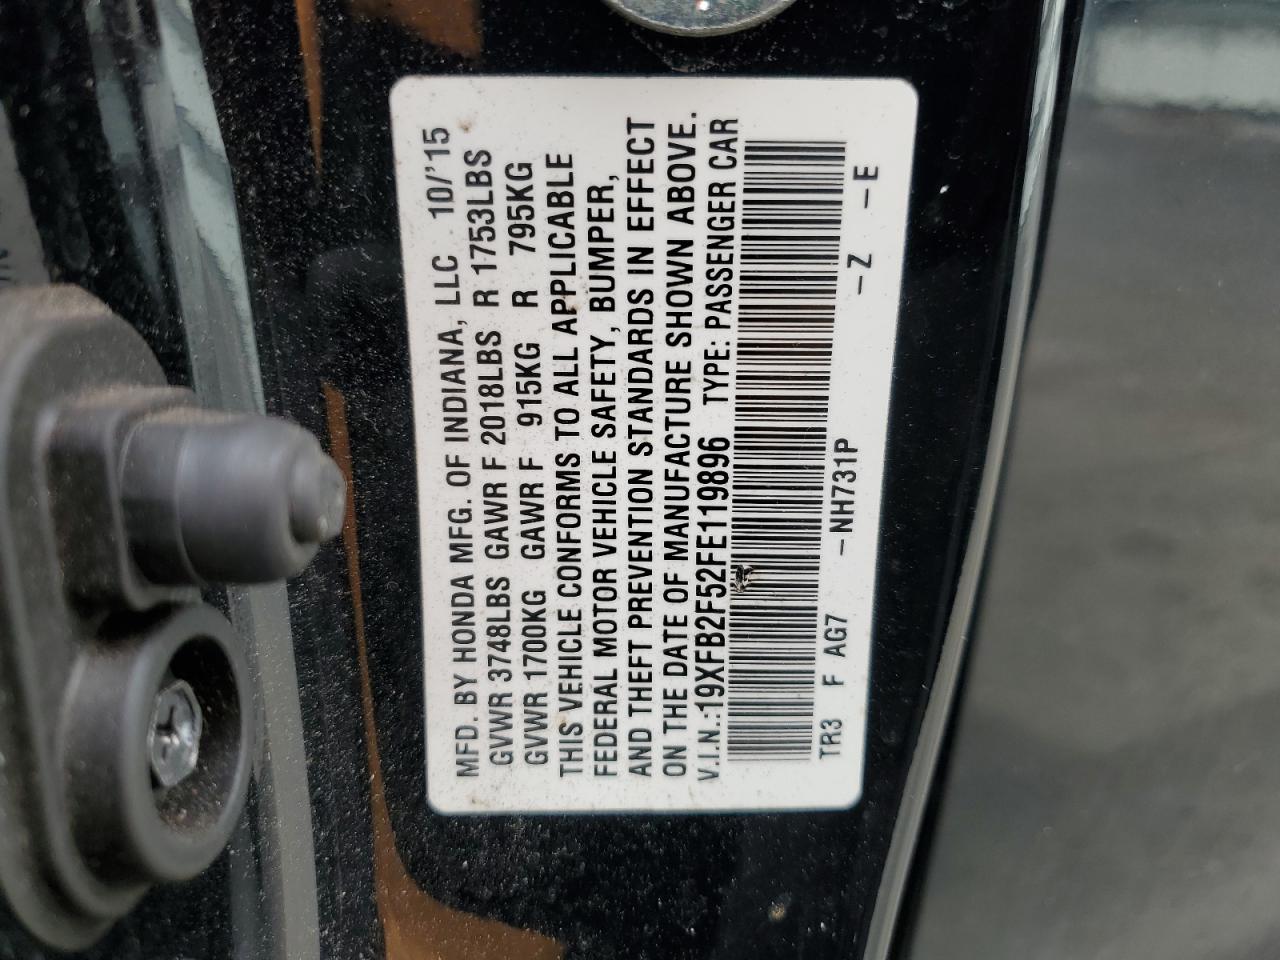 MFD. BY HONDA MFG. OF INDIANA, LLC 10/'15
GVWR 3748LBS GAWR F 2018LBS R 1753LBS
GVWR 1700KG GAWR F 915KG R 795KG
THIS VEHICLE CONFORMS TO ALL APPLICABLE
FEDERAL MOTOR VEHICLE SAFETY, BUMPER,
AND THEFT PREVENTION STANDARDS IN EFFECT
ON THE DATE OF MANUFACTURE SHOWN ABOVE.
V.I.N.:19XFB2F52FE119896 TYPE: PASSENGER CAR
TR3 F AG7 -NH731P -Z -E